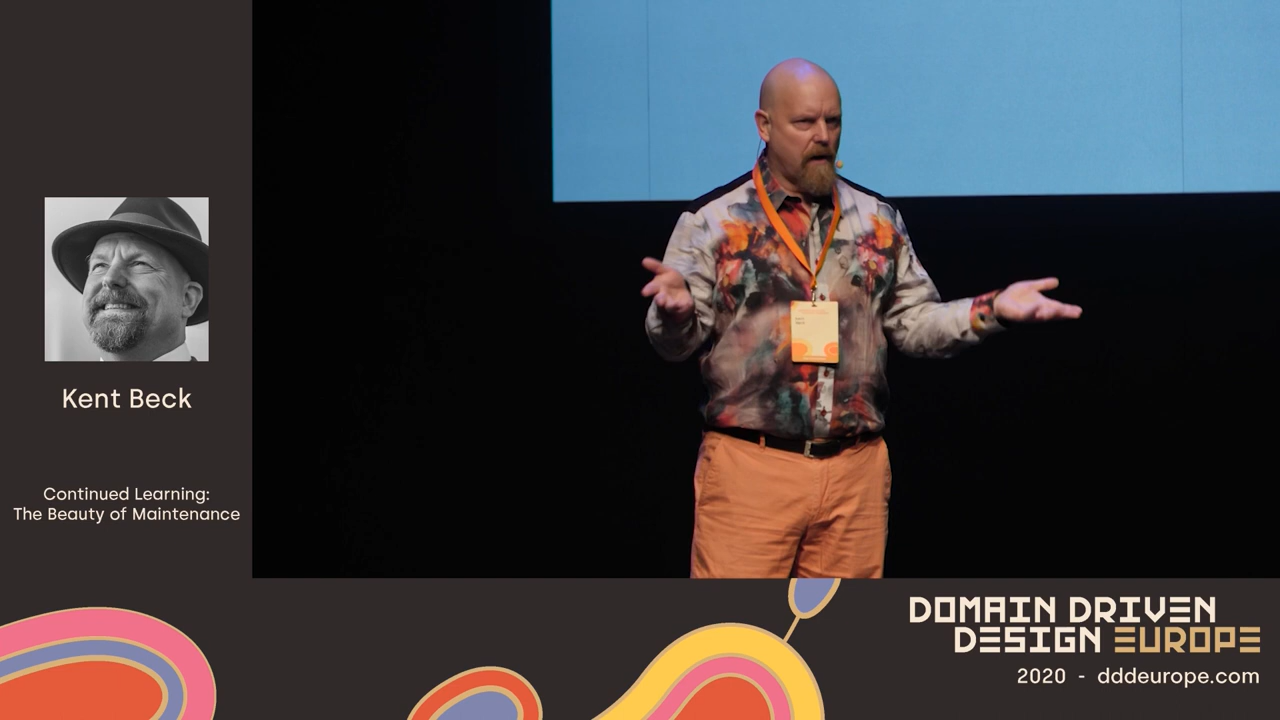 Kent Beck
Continued Learning:
The Beauty of Maintenance
DOMAIN DRIVEN
DESIGN EUROPE
2020 - dddeurope.com